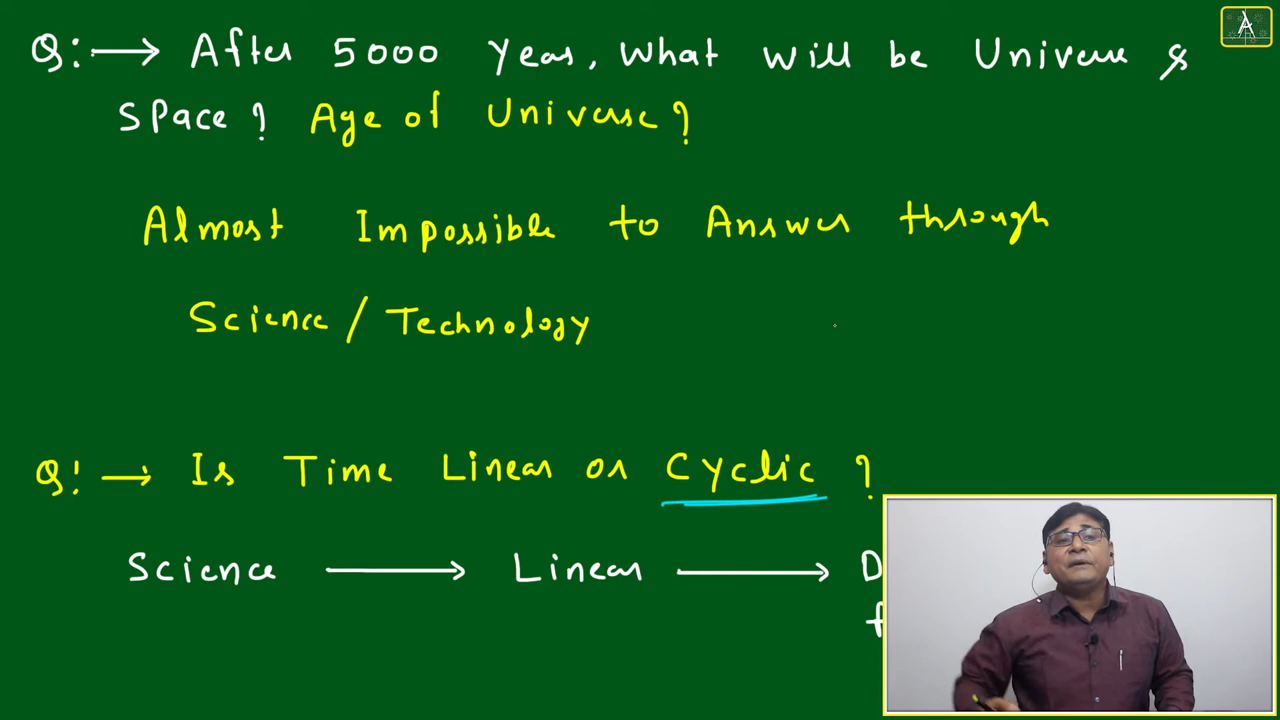 Q: → After 5000 Year, What will be Universe &
Space? Age of Universe?
Almost Impossible to Answer through
Science / Technology
Q! → Is Time Linear or Cyclic ?
Science → Linear →